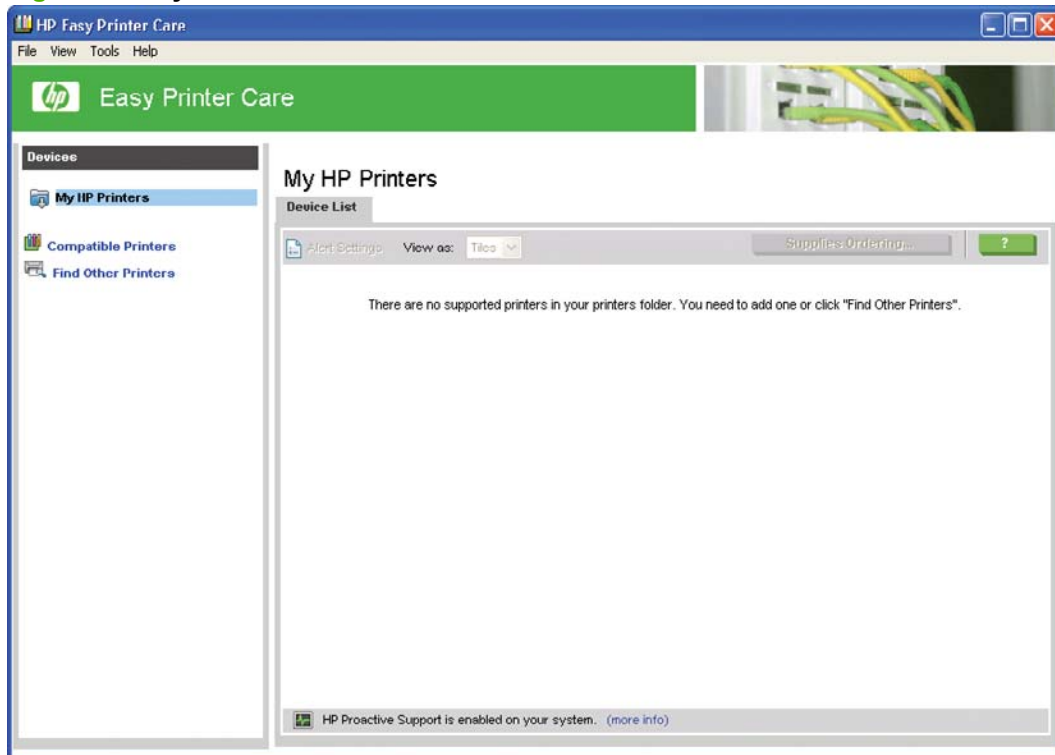 HP Easy Printer Care
File View Tools Help
hp Easy Printer Care
Devices
My HP Printers
Compatible Printers
Find Other Printers
My HP Printers
Device List
Alert Settings View as: Tiles Supplies Ordering... ?
There are no supported printers in your printers folder. You need to add one or click "Find Other Printers".
HP Proactive Support is enabled on your system. (more info)